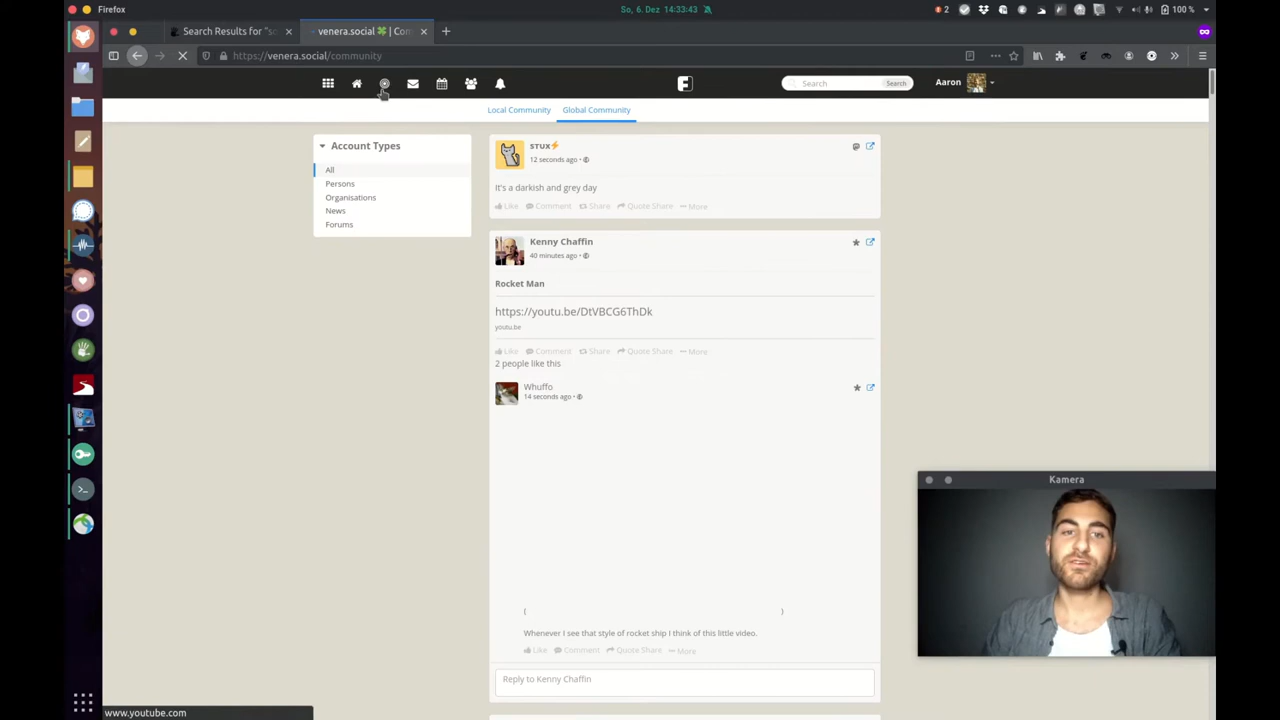 Firefox
So, 6. Dez 14:33:43
2
100 %
Search Results for "so
venera.social🍀 | Com
https://venera.social/community
Search
Search
Aaron
Local Community
Global Community
Account Types
All
Persons
Organisations
News
Forums
sтux⚡
12 seconds ago •
It's a darkish and grey day
Like Comment Share Quote Share More
Kenny Chaffin
40 minutes ago •
Rocket Man
https://youtu.be/DtVBCG6ThDk
youtu.be
Like Comment Share Quote Share More
2 people like this
Whuffo
14 seconds ago •
( )
Whenever I see that style of rocket ship I think of this little video.
Like Comment Quote Share More
Reply to Kenny Chaffin
Kamera
www.youtube.com